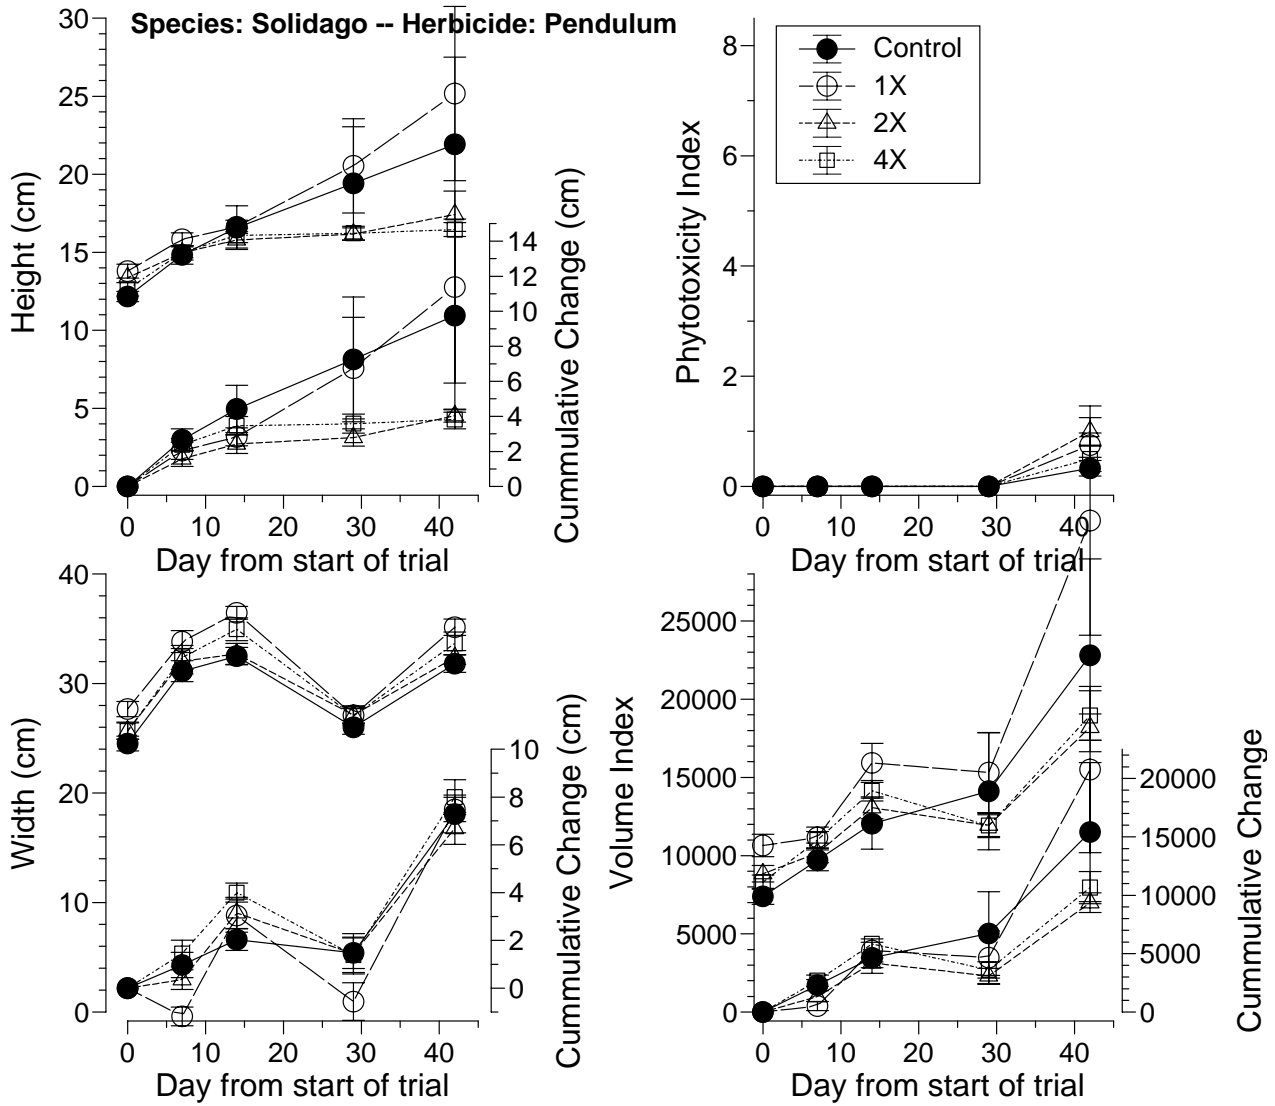 Species: Solidago -- Herbicide: Pendulum
30
25
20
15
10
5
0
Height (cm)
14
12
10
8
6
4
2
0
Cummulative Change (cm)
0 10 20 30 40
Day from start of trial
8
6
4
2
0
Phytotoxicity Index
Control
1X
2X
4X
0 10 20 30 40
Day from start of trial
40
30
20
10
0
Width (cm)
10
8
6
4
2
0
Cummulative Change (cm)
0 10 20 30 40
Day from start of trial
25000
20000
15000
10000
5000
0
Volume Index
20000
15000
10000
5000
0
Cummulative Change
0 10 20 30 40
Day from start of trial